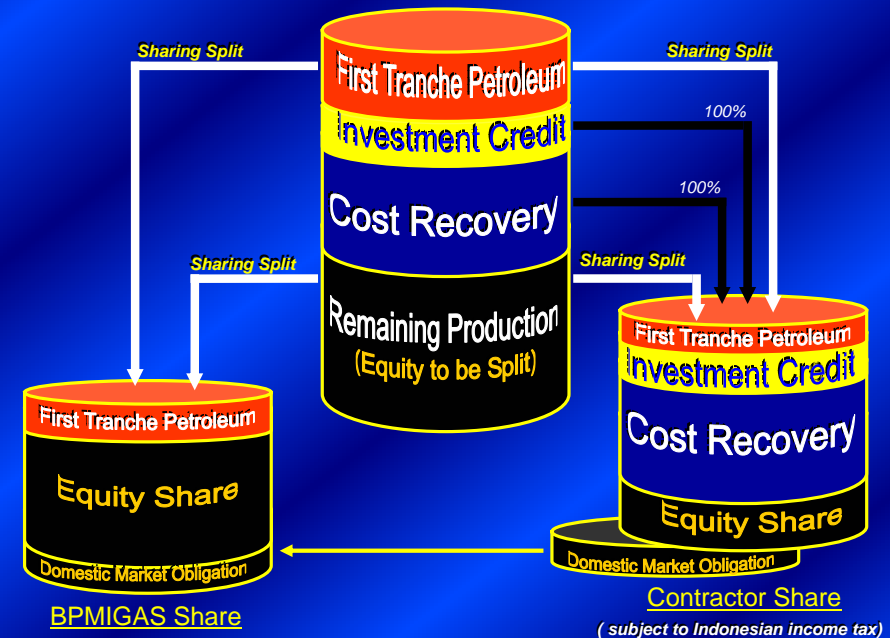 Sharing Split
First Tranche Petroleum
Sharing Split
Investment Credit
100%
Cost Recovery
100%
Sharing Split
Remaining Production
(Equity to be Split)
Sharing Split
First Tranche Petroleum
Equity Share
Domestic Market Obligation
BPMIGAS Share
First Tranche Petroleum
Investment Credit
Cost Recovery
Equity Share
Domestic Market Obligation
Contractor Share
( subject to Indonesian income tax)